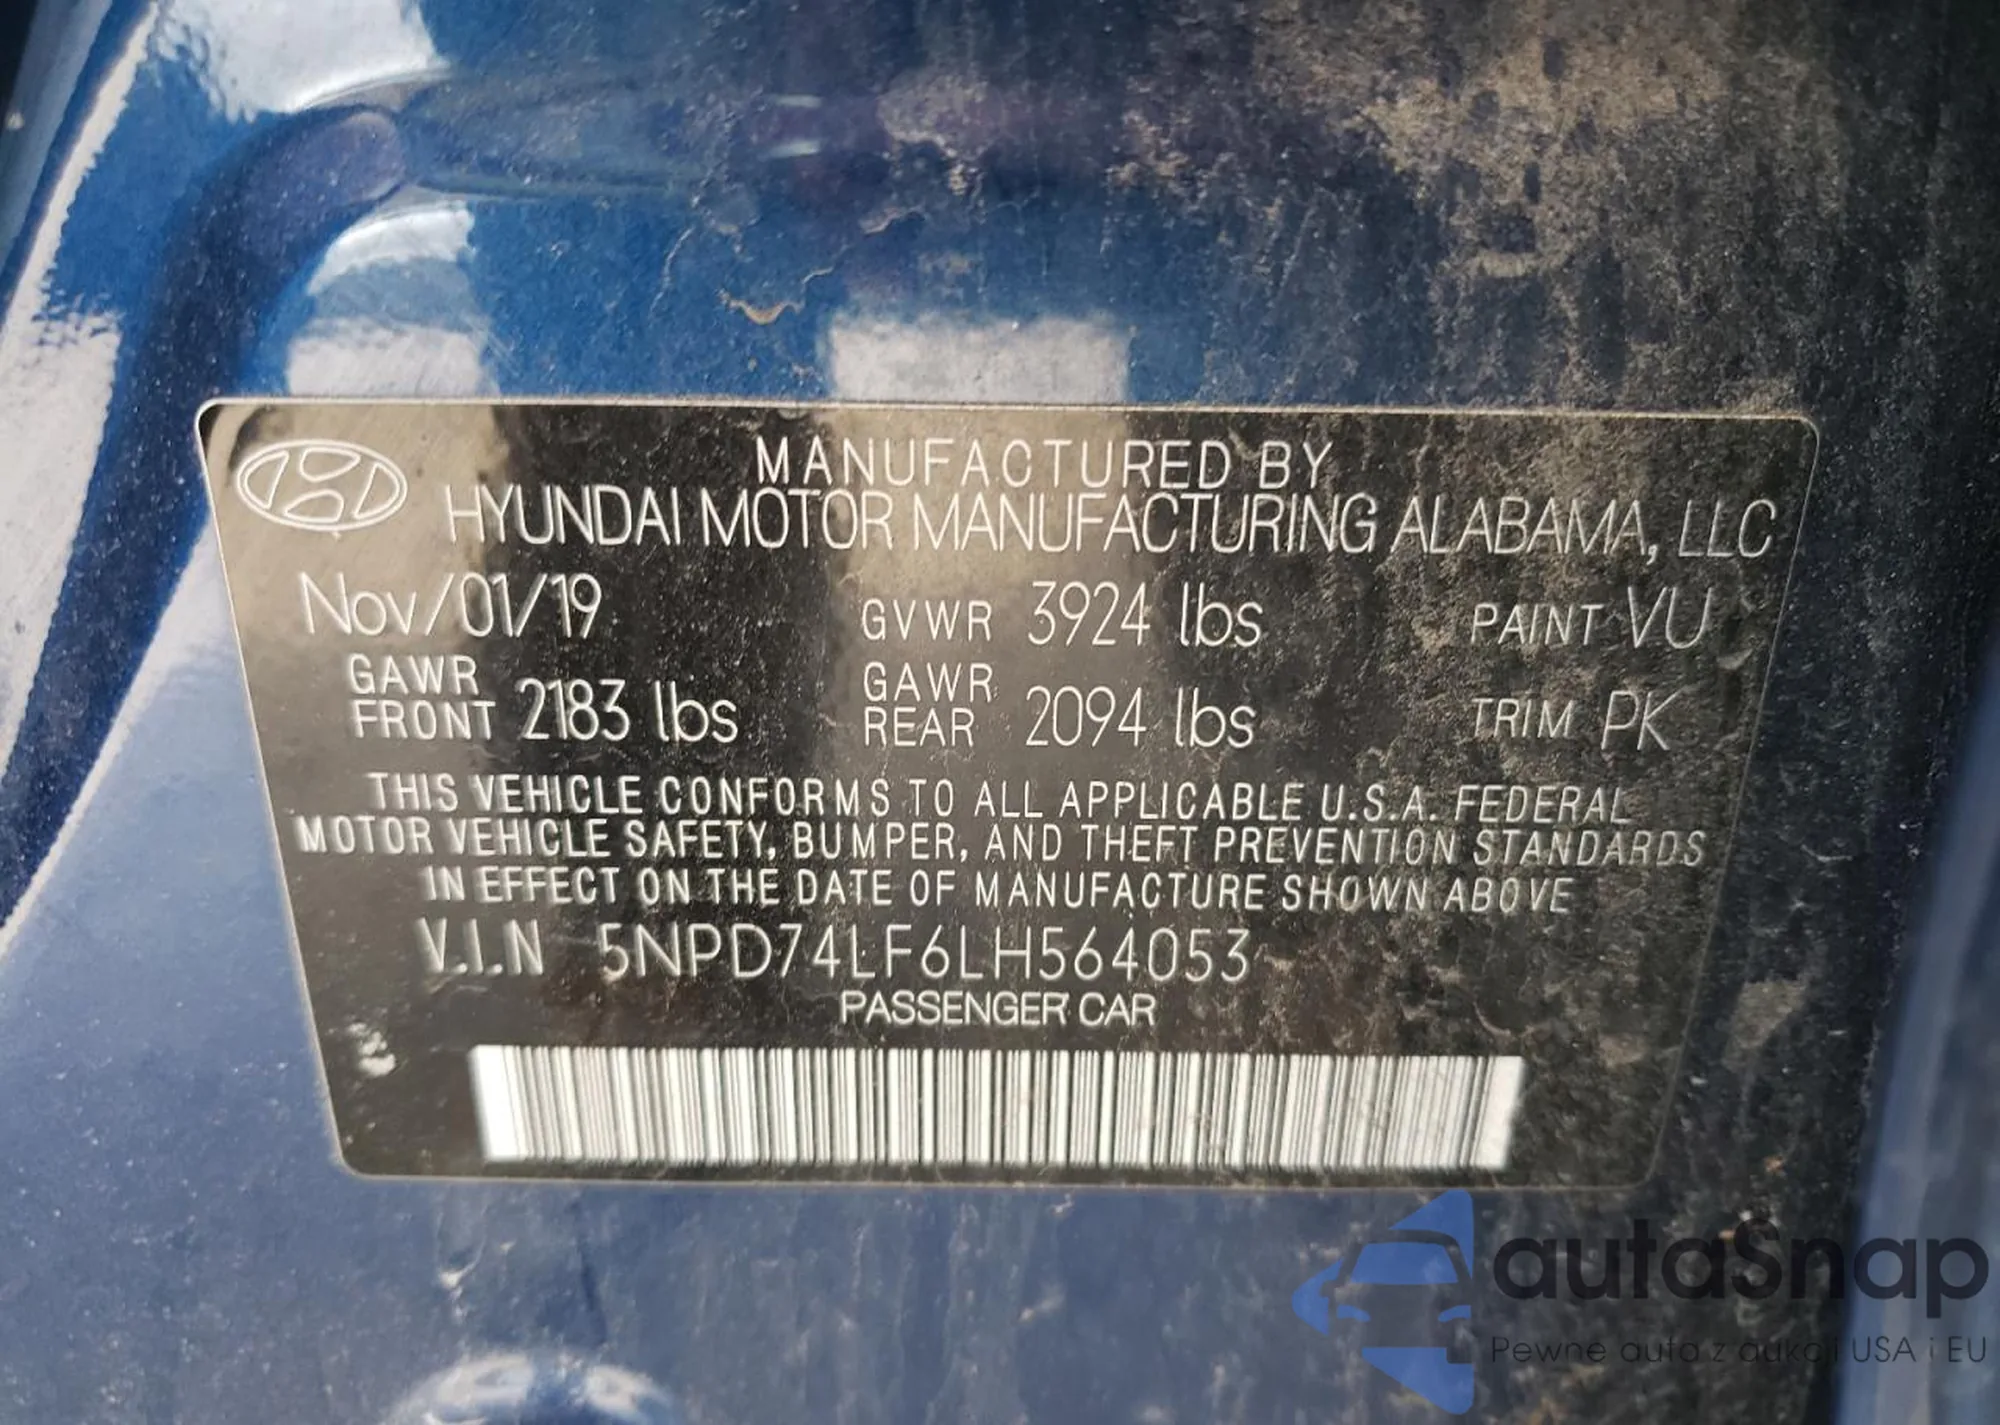 MANUFACTURED BY
HYUNDAI MOTOR MANUFACTURING ALABAMA, LLC
Nov/01/19 GVWR 3924 lbs PAINT VU
GAWR FRONT 2183 lbs GAWR REAR 2094 lbs TRIM PK
THIS VEHICLE CONFORMS TO ALL APPLICABLE U.S.A. FEDERAL
MOTOR VEHICLE SAFETY, BUMPER, AND THEFT PREVENTION STANDARDS
IN EFFECT ON THE DATE OF MANUFACTURE SHOWN ABOVE
V.I.N 5NPD74LF6LH564053
PASSENGER CAR
autaSnap
Pewne auta z aukcji USA i EU